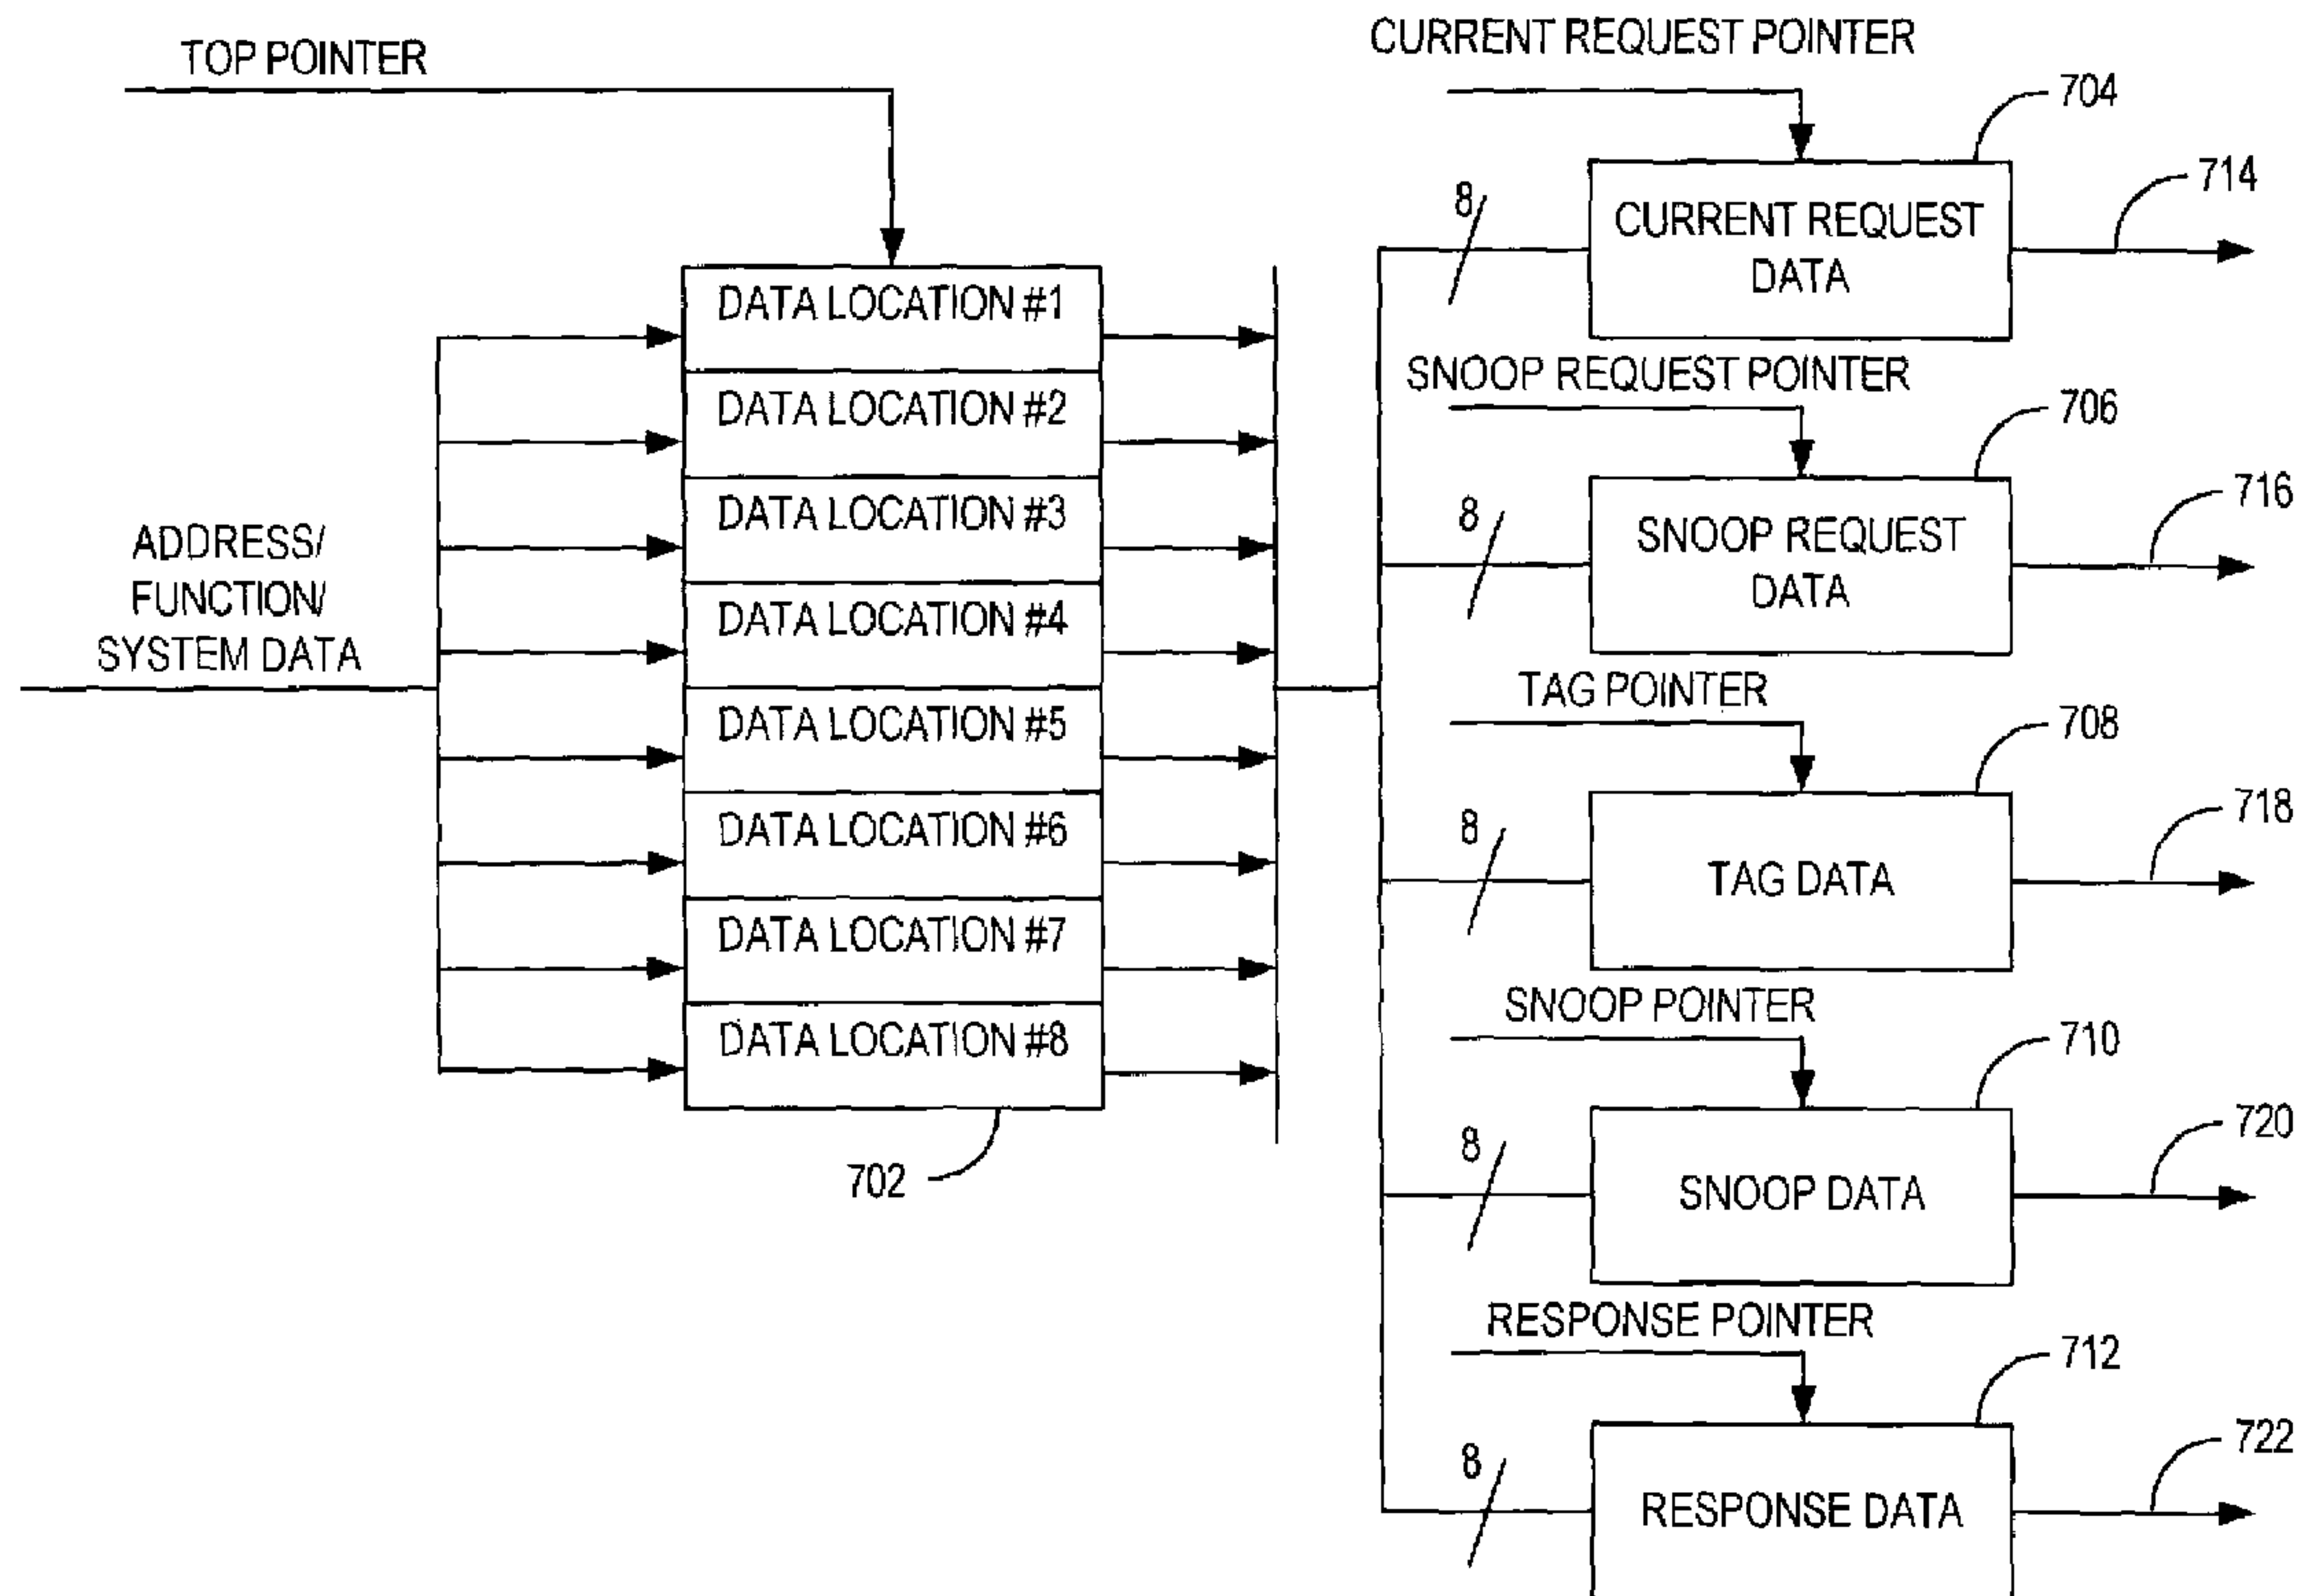 TOP POINTER
ADDRESS/
FUNCTION/
SYSTEM DATA
DATA LOCATION #1
DATA LOCATION #2
DATA LOCATION #3
DATA LOCATION #4
DATA LOCATION #5
DATA LOCATION #6
DATA LOCATION #7
DATA LOCATION #8
702
CURRENT REQUEST POINTER
704
8
CURRENT REQUEST
DATA
714
SNOOP REQUEST POINTER
706
8
SNOOP REQUEST
DATA
716
TAG POINTER
708
8
TAG DATA
718
SNOOP POINTER
710
8
SNOOP DATA
720
RESPONSE POINTER
712
8
RESPONSE DATA
722